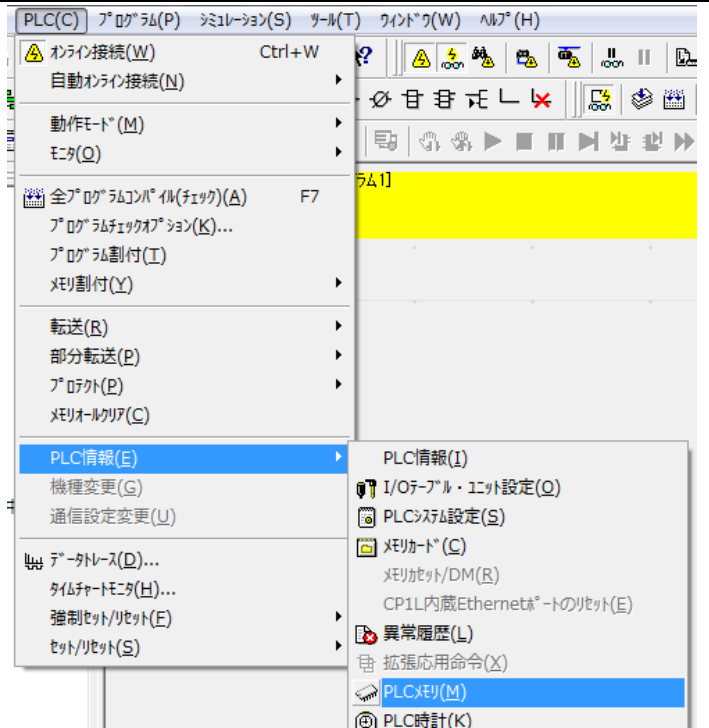 PLC(C) ﾌﾟﾛｸﾞﾗﾑ(P) ｼﾐｭﾚｰｼｮﾝ(S) ﾂｰﾙ(T) ｳｨﾝﾄﾞｳ(W) ﾍﾙﾌﾟ(H)
ｵﾝﾗｲﾝ接続(W) Ctrl+W
自動ｵﾝﾗｲﾝ接続(N)
動作ﾓｰﾄﾞ(M)
ﾓﾆﾀ(O)
全ﾌﾟﾛｸﾞﾗﾑｺﾝﾊﾟｲﾙ(ﾁｪｯｸ)(A) F7
ﾌﾟﾛｸﾞﾗﾑﾁｪｯｸｵﾌﾟｼｮﾝ(K)...
ﾌﾟﾛｸﾞﾗﾑ割付(T)
ﾒﾓﾘ割付(Y)
転送(R)
部分転送(P)
ﾌﾟﾛﾃｸﾄ(P)
ﾒﾓﾘｵｰﾙｸﾘｱ(C)
PLC情報(E)
機種変更(G)
通信設定変更(U)
ﾃﾞｰﾀﾄﾚｰｽ(D)...
ﾀｲﾑﾁｬｰﾄﾓﾆﾀ(H)...
強制ｾｯﾄ/ﾘｾｯﾄ(F)
ｾｯﾄ/ﾘｾｯﾄ(S)
ﾗﾑ1]
PLC情報(I)
I/Oﾃｰﾌﾞﾙ・ﾕﾆｯﾄ設定(O)
PLCｼｽﾃﾑ設定(S)
ﾒﾓﾘｶｰﾄﾞ(C)
ﾒﾓﾘｶｾｯﾄ/DM(R)
CP1L内蔵Ethernetﾎﾟｰﾄのﾘｾｯﾄ(E)
異常履歴(L)
拡張応用命令(X)
PLCﾒﾓﾘ(M)
PLC時計(K)